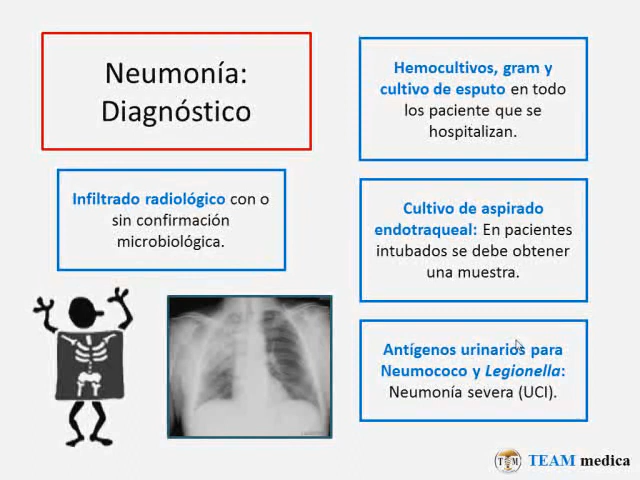 Neumonía:
Diagnóstico
Infiltrado radiológico con o
sin confirmación
microbiológica.
Hemocultivos, gram y
cultivo de esputo en todo
los paciente que se
hospitalizan.
Cultivo de aspirado
endotraqueal: En pacientes
intubados se debe obtener
una muestra.
Antígenos urinarios para
Neumococo y Legionella:
Neumonía severa (UCI).
TEAM medica